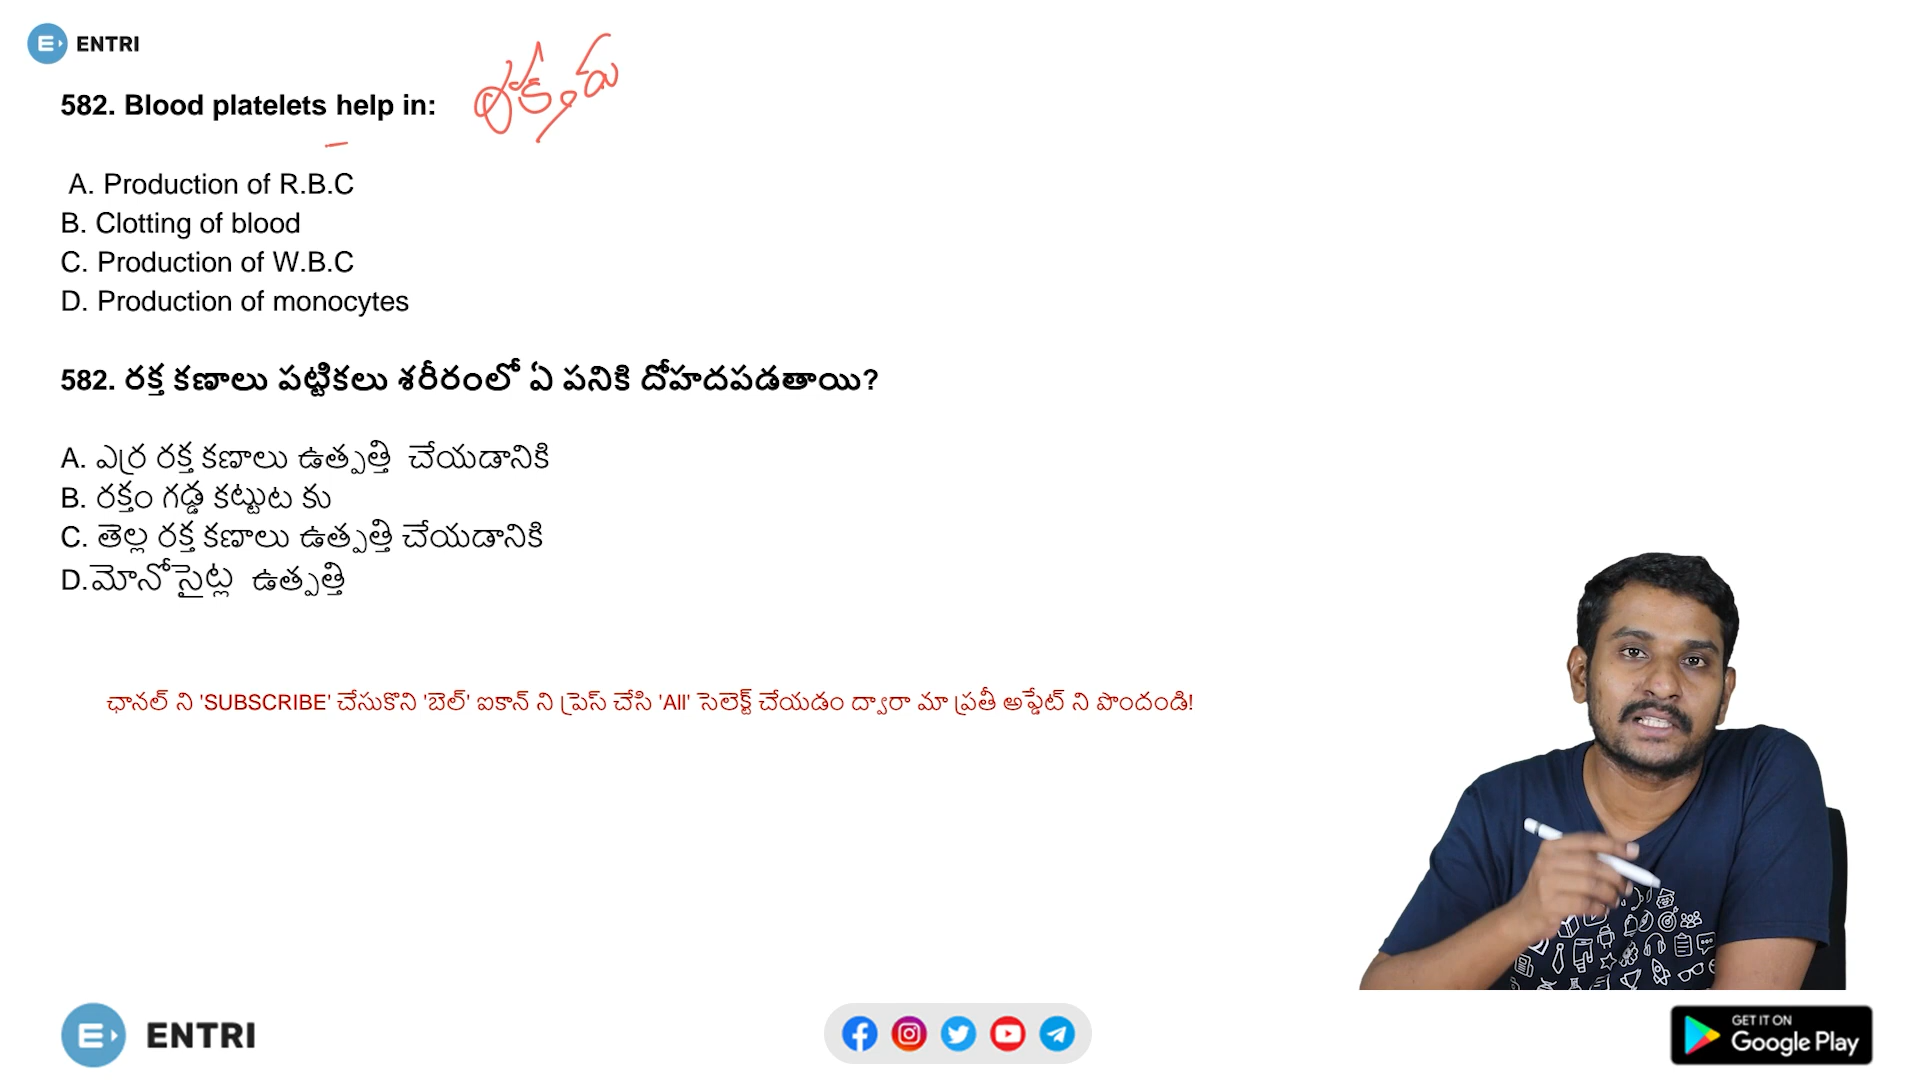 ENTRI
582. Blood platelets help in:
A. Production of R.B.C
B. Clotting of blood
C. Production of W.B.C
D. Production of monocytes
582. రక్త కణాలు పట్టికలు శరీరంలో ఏ పనికి దోహదపడతాయి?
A. ఎర్ర రక్త కణాలు ఉత్పత్తి చేయడానికి
B. రక్తం గడ్డ కట్టుట కు
C. తెల్ల రక్త కణాలు ఉత్పత్తి చేయడానికి
D.మోనోసైట్ల ఉత్పత్తి
ఛానల్ ని 'SUBSCRIBE' చేసుకొని 'బెల్' ఐకాన్ ని ప్రెస్ చేసి 'All' సెలెక్ట్ చేయడం ద్వారా మా ప్రతీ అప్డేట్ ని పొందండి!
ENTRI
GET IT ON
Google Play